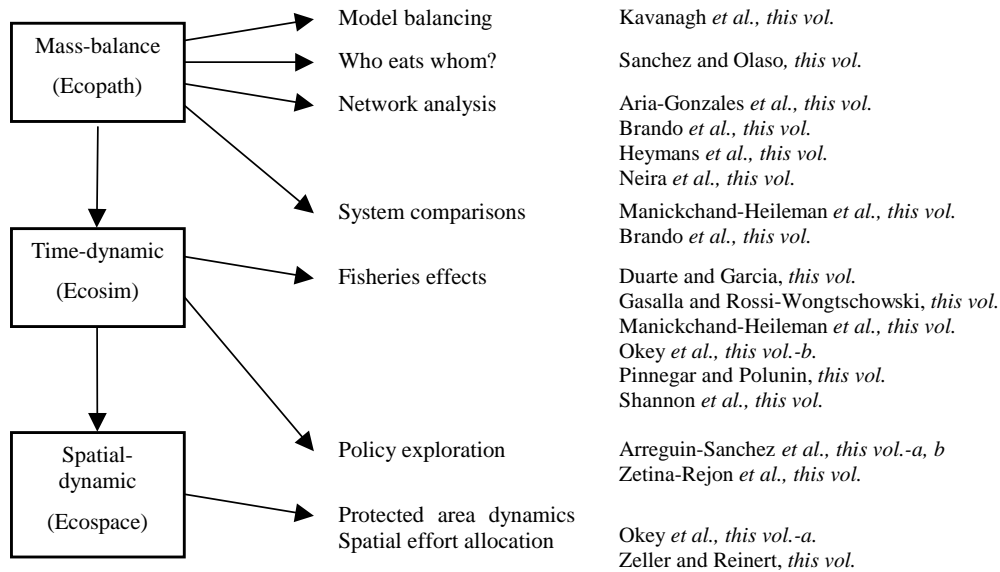 Mass-balance
(Ecopath)
Model balancing
Kavanagh et al., this vol.
Who eats whom?
Sanchez and Olaso, this vol.
Network analysis
Aria-Gonzales et al., this vol.
Brando et al., this vol.
Heymans et al., this vol.
Neira et al., this vol.
System comparisons
Manickchand-Heileman et al., this vol.
Brando et al., this vol.
Time-dynamic
(Ecosim)
Fisheries effects
Duarte and Garcia, this vol.
Gasalla and Rossi-Wongtschowski, this vol.
Manickchand-Heileman et al., this vol.
Okey et al., this vol.-b.
Pinnegar and Polunin, this vol.
Shannon et al., this vol.
Policy exploration
Arreguin-Sanchez et al., this vol.-a, b
Zetina-Rejon et al., this vol.
Spatial-
dynamic
(Ecospace)
Protected area dynamics
Spatial effort allocation
Okey et al., this vol.-a.
Zeller and Reinert, this vol.